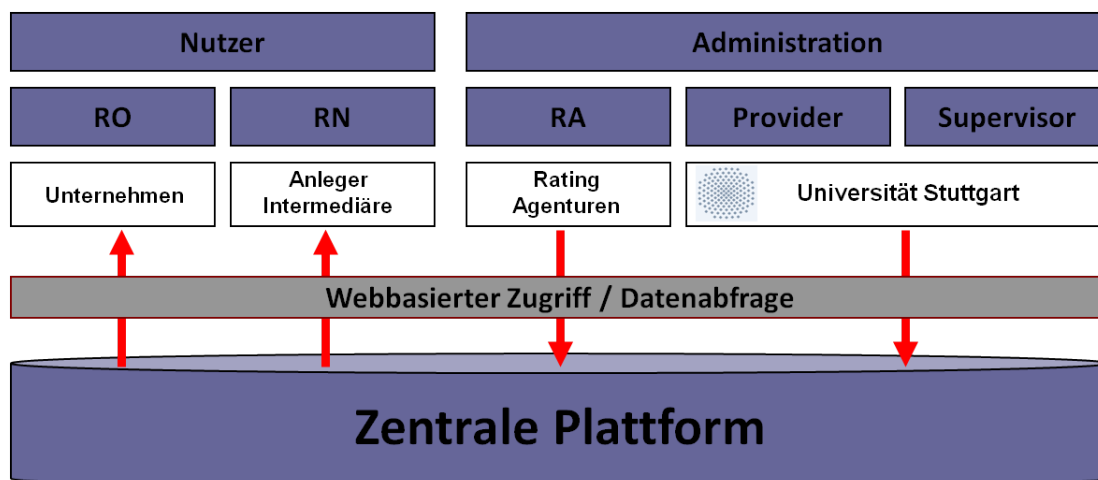 Nutzer
Administration
RO
RN
RA
Provider
Supervisor
Unternehmen
Anleger
Intermediäre
Rating
Agenturen
Universität Stuttgart
Webbasierter Zugriff / Datenabfrage
Zentrale Plattform